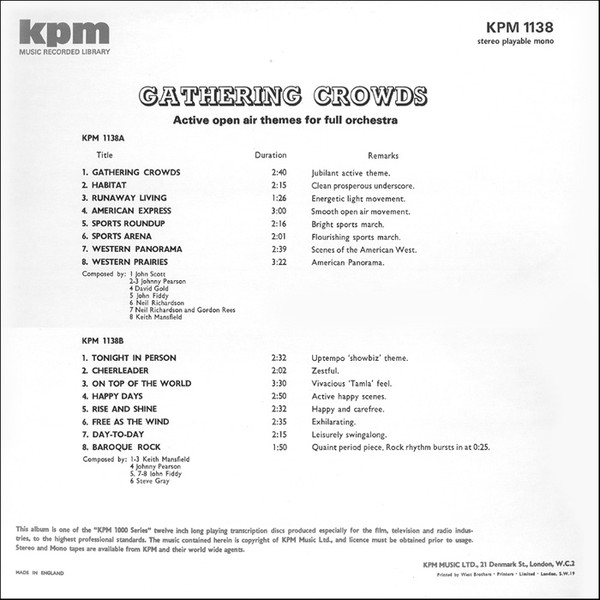 kpm
MUSIC RECORDED LIBRARY
KPM 1138
stereo playable mono
GATHERING CROWDS
Active open air themes for full orchestra
KPM 1138A
Title Duration Remarks
1. GATHERING CROWDS 2:40 Jubilant active theme.
2. HABITAT 2:15 Clean prosperous underscore.
3. RUNAWAY LIVING 1:26 Energetic light movement.
4. AMERICAN EXPRESS 3:00 Smooth open air movement.
5. SPORTS ROUNDUP 2:16 Bright sports march.
6. SPORTS ARENA 2:01 Flourishing sports march.
7. WESTERN PANORAMA 2:39 Scenes of the American West.
8. WESTERN PRAIRIES 3:22 American Panorama.
Composed by: 1 John Scott
2-3 Johnny Pearson
4 David Gold
5 John Fiddy
6 Neil Richardson
7 Neil Richardson and Gordon Rees
8 Keith Mansfield
KPM 1138B
1. TONIGHT IN PERSON 2:32 Uptempo 'showbiz' theme.
2. CHEERLEADER 2:02 Zestful.
3. ON TOP OF THE WORLD 3:30 Vivacious 'Tamla' feel.
4. HAPPY DAYS 2:50 Active happy scenes.
5. RISE AND SHINE 2:32 Happy and carefree.
6. FREE AS THE WIND 2:35 Exhilarating.
7. DAY-TO-DAY 2:15 Leisurely swingalong.
8. BAROQUE ROCK 1:50 Quaint period piece, Rock rhythm bursts in at 0:25.
Composed by: 1-3 Keith Mansfield
4 Johnny Pearson
5, 7-8 John Fiddy
6 Steve Gray
This album is one of the "KPM 1000 Series" twelve inch long playing transcription discs produced especially for the film, television and radio indus-
tries, to the highest professional standards. The music contained herein is copyright of KPM Music Ltd., and licence must be obtained prior to usage.
Stereo and Mono tapes are available from KPM and their world wide agents.
KPM MUSIC LTD., 21 Denmark St., London, W.C.2
MADE IN ENGLAND
Printed by West Brothers · Printers · Limited · London, S.W.19